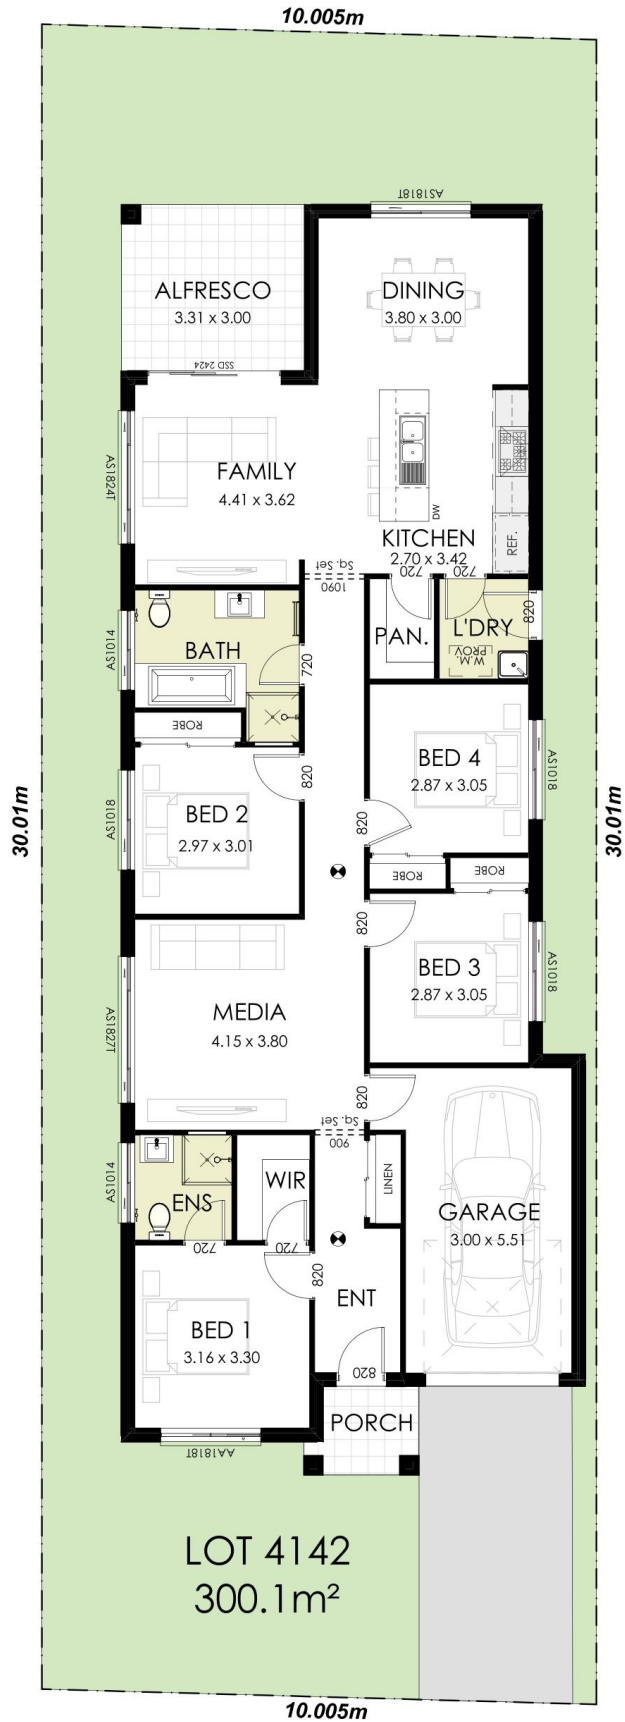 10.005m
AS1818T
ALFRESCO
3.31 x 3.00
DINING
3.80 x 3.00
SSD 2424
AS1824T
FAMILY
4.41 x 3.62
DW
KITCHEN
2.70 x 3.42
REF.
Sq. Set
1090
720
720
AS1014
BATH
720
PAN.
L'DRY
820
W.M.
PROV
ROBE
820
BED 4
2.87 x 3.05
AS1018
30.01m
AS1018
BED 2
2.97 x 3.01
820
30.01m
ROBE
ROBE
820
BED 3
2.87 x 3.05
AS1018
AS1827T
MEDIA
4.15 x 3.80
820
Sq. Set
900
AS1014
ENS
WIR
LINEN
720
720
GARAGE
3.00 x 5.51
820
ENT
BED 1
3.16 x 3.30
820
PORCH
AA1818T
LOT 4142
300.1m²
10.005m